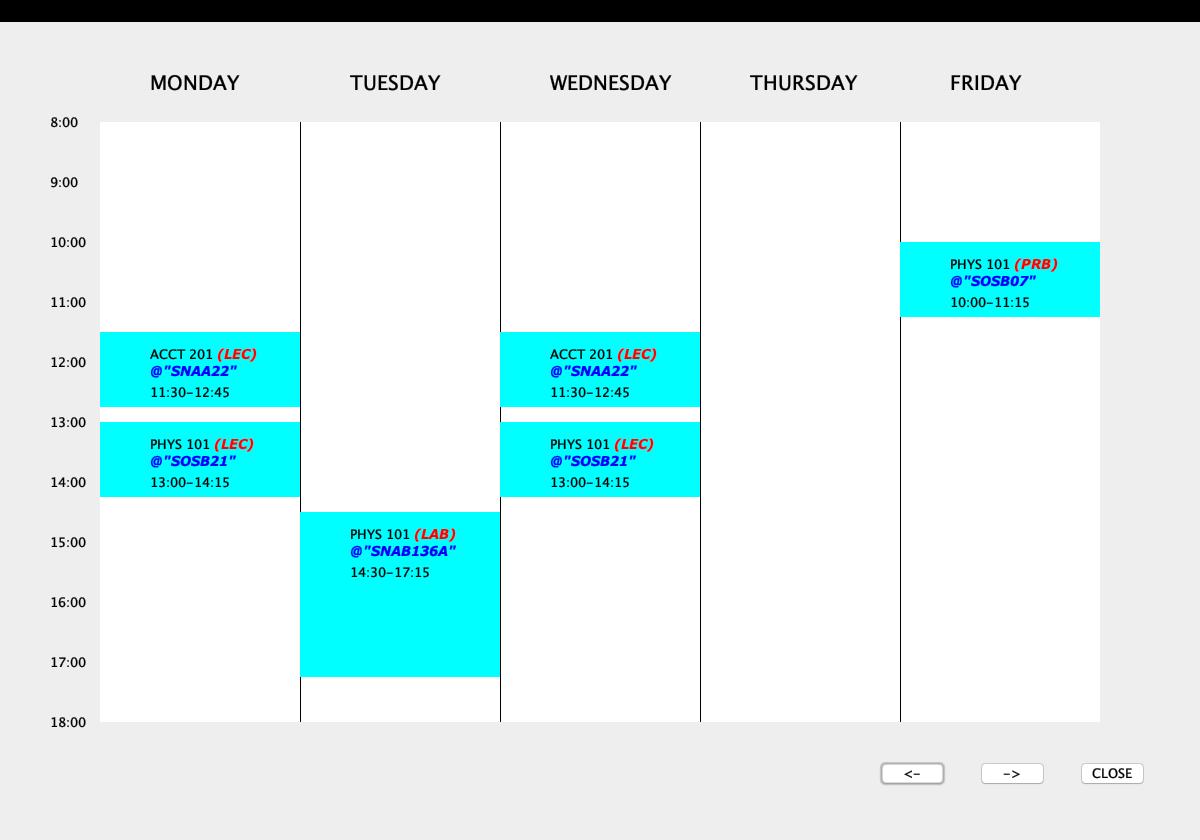 MONDAY TUESDAY WEDNESDAY THURSDAY FRIDAY
8:00
9:00
10:00
PHYS 101 (PRB)
@"SOSB07"
10:00-11:15
11:00
ACCT 201 (LEC)
@"SNAA22"
11:30-12:45
ACCT 201 (LEC)
@"SNAA22"
11:30-12:45
12:00
13:00
PHYS 101 (LEC)
@"SOSB21"
13:00-14:15
PHYS 101 (LEC)
@"SOSB21"
13:00-14:15
14:00
PHYS 101 (LAB)
@"SNAB136A"
14:30-17:15
15:00
16:00
17:00
18:00
<- -> CLOSE